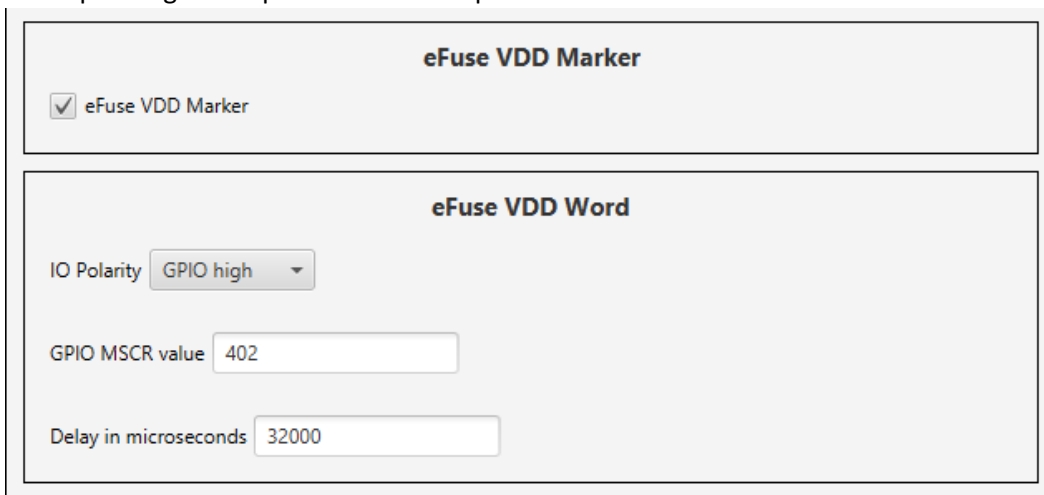 eFuse VDD Marker
eFuse VDD Marker
eFuse VDD Word
IO Polarity GPIO high
GPIO MSCR value 402
Delay in microseconds 32000